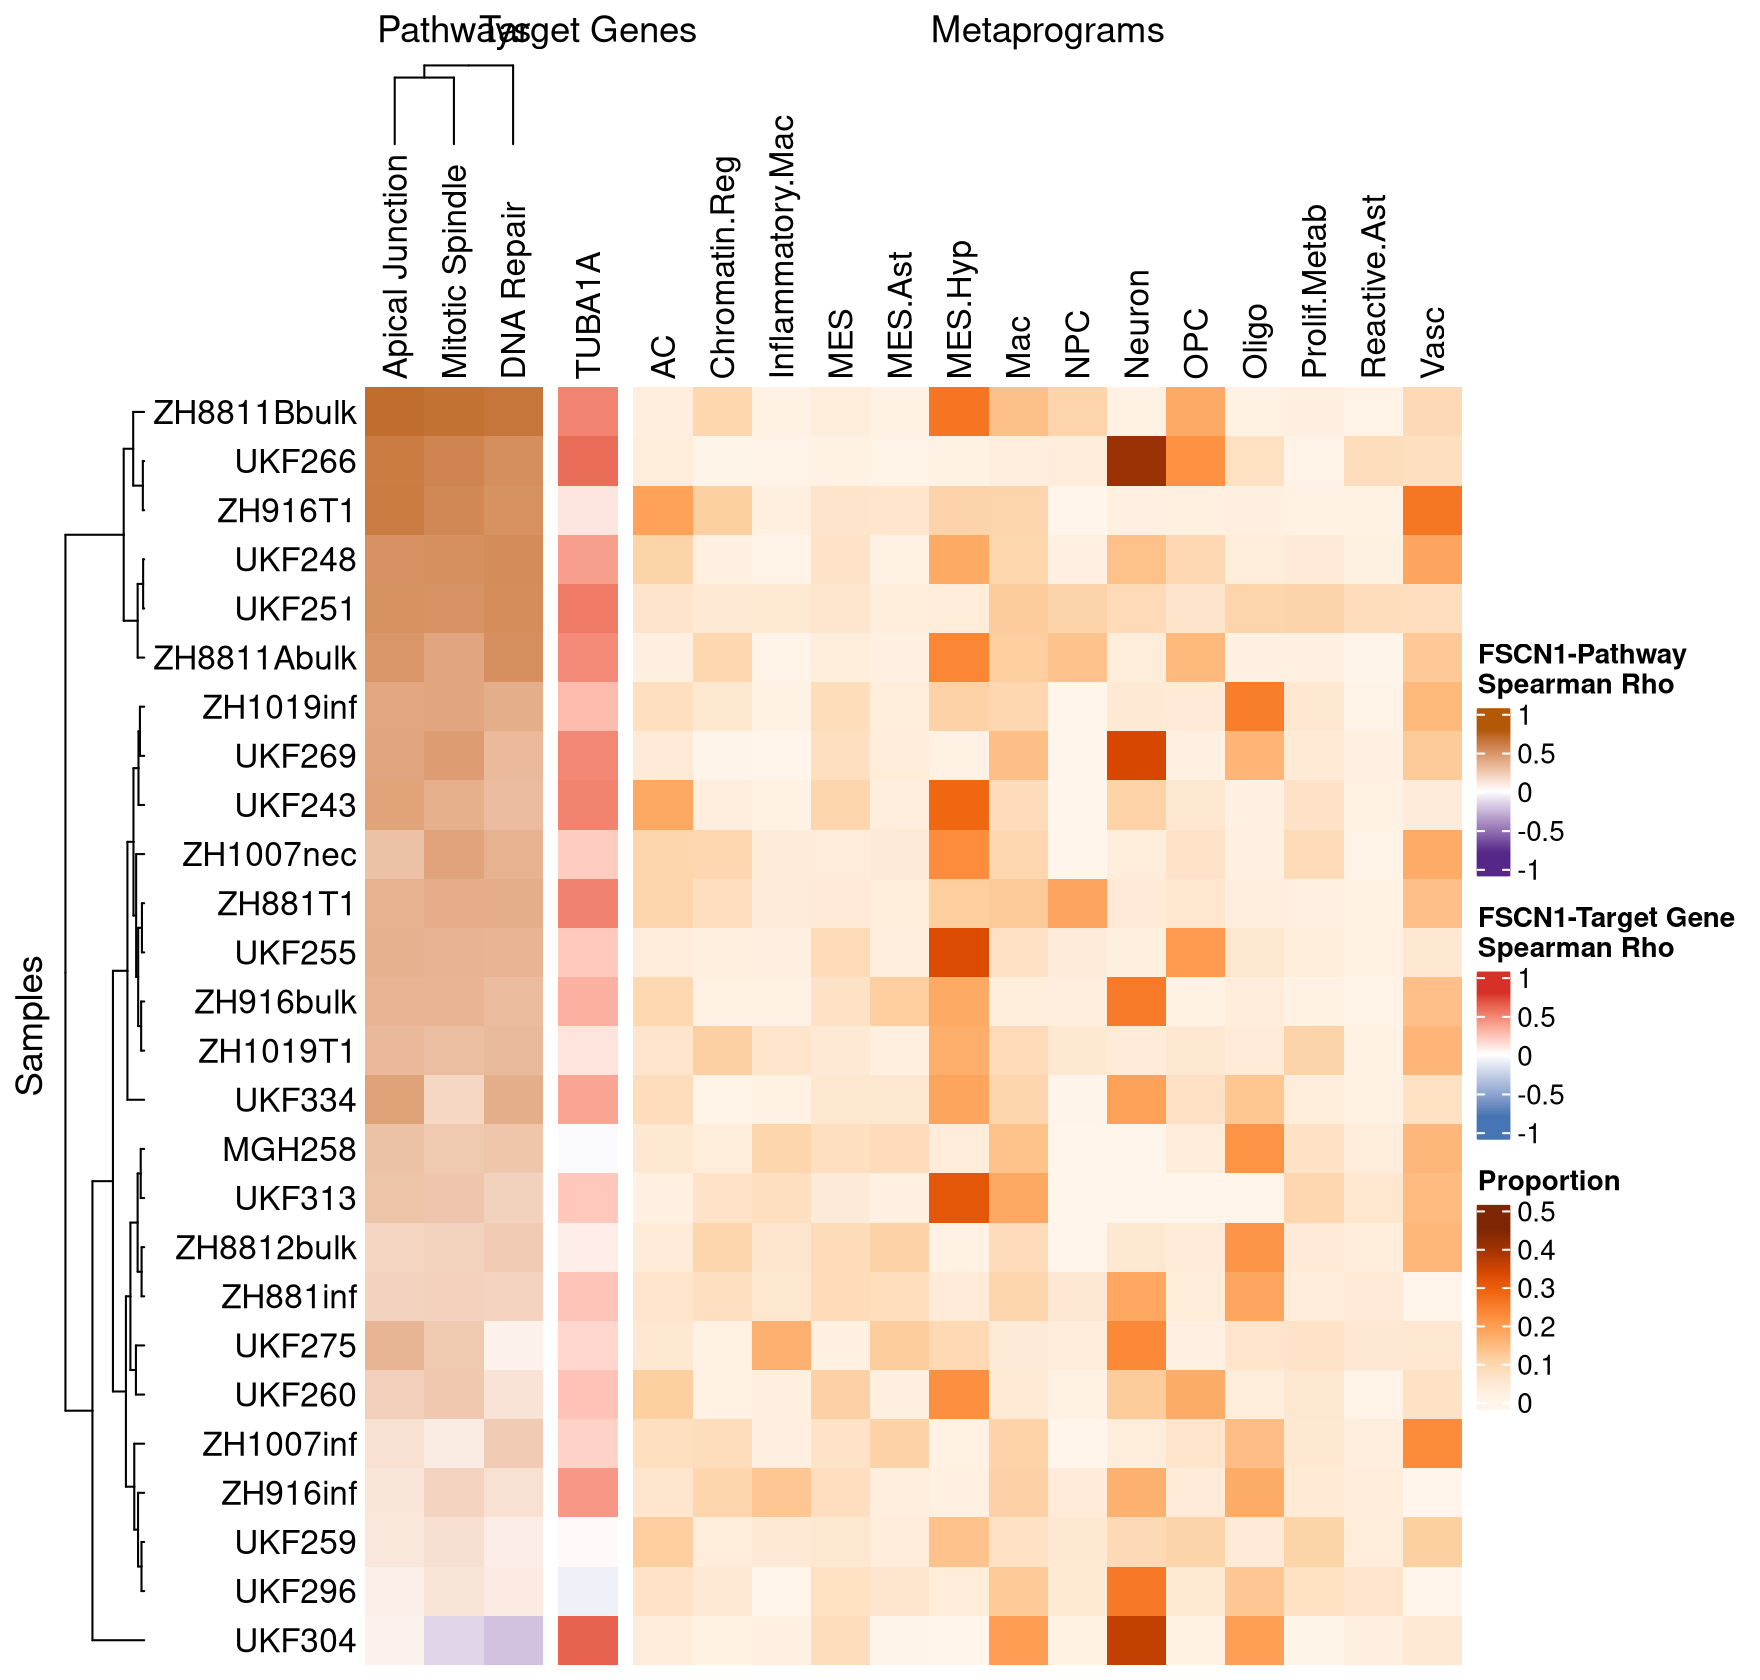 Pathways
Target Genes
Metaprograms
Apical Junction
Mitotic Spindle
DNA Repair
TUBA1A
AC
Chromatin.Reg
Inflammatory.Mac
MES
MES.Ast
MES.Hyp
Mac
NPC
Neuron
OPC
Oligo
Prolif.Metab
Reactive.Ast
Vasc
Samples
ZH8811Bbulk
UKF266
ZH916T1
UKF248
UKF251
ZH8811Abulk
ZH1019inf
UKF269
UKF243
ZH1007nec
ZH881T1
UKF255
ZH916bulk
ZH1019T1
UKF334
MGH258
UKF313
ZH8812bulk
ZH881inf
UKF275
UKF260
ZH1007inf
ZH916inf
UKF259
UKF296
UKF304
FSCN1-Pathway
Spearman Rho
1
0.5
0
-0.5
-1
FSCN1-Target Gene
Spearman Rho
1
0.5
0
-0.5
-1
Proportion
0.5
0.4
0.3
0.2
0.1
0